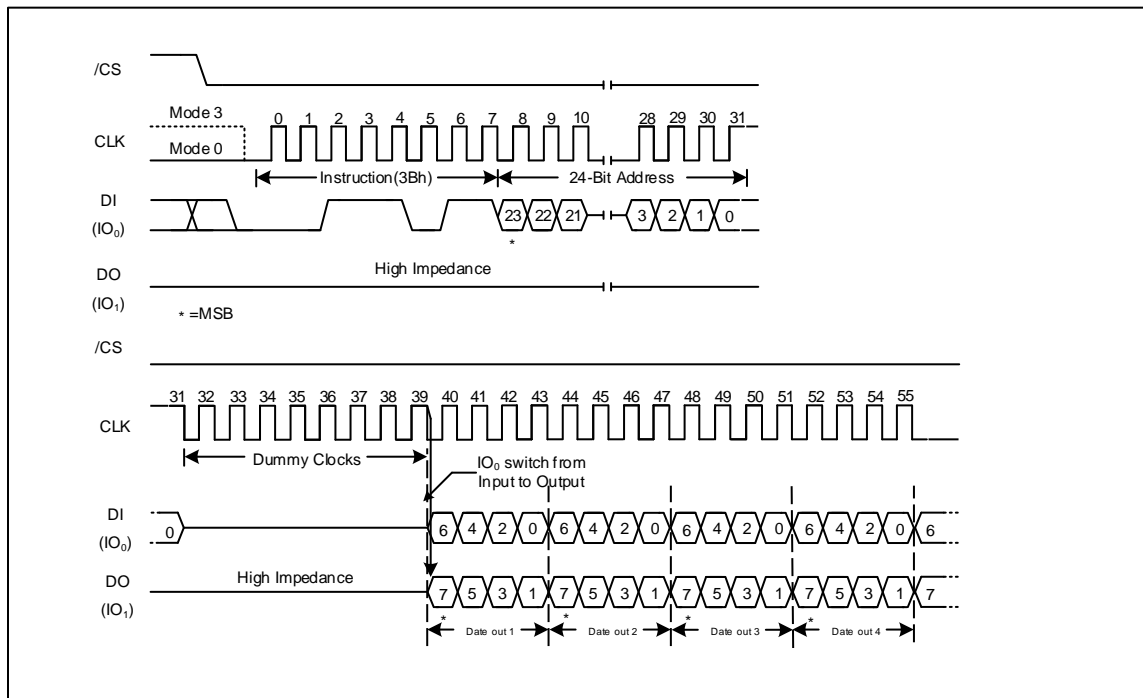 /CS
Mode 3
0 1 2 3 4 5 6 7 8 9 10 28 29 30 31
CLK
Mode 0
Instruction(3Bh) 24-Bit Address
DI
(IO0)
23 22 21 3 2 1 0
*
DO
(IO1)
High Impedance
* =MSB
/CS
31 32 33 34 35 36 37 38 39 40 41 42 43 44 45 46 47 48 49 50 51 52 53 54 55
CLK
Dummy Clocks
IO0 switch from
Input to Output
DI
(IO0)
0 6 4 2 0 6 4 2 0 6 4 2 0 6 4 2 0 6
DO
(IO1)
High Impedance
7 5 3 1 7 5 3 1 7 5 3 1 7 5 3 1 7
* * * *
Date out 1 Date out 2 Date out 3 Date out 4